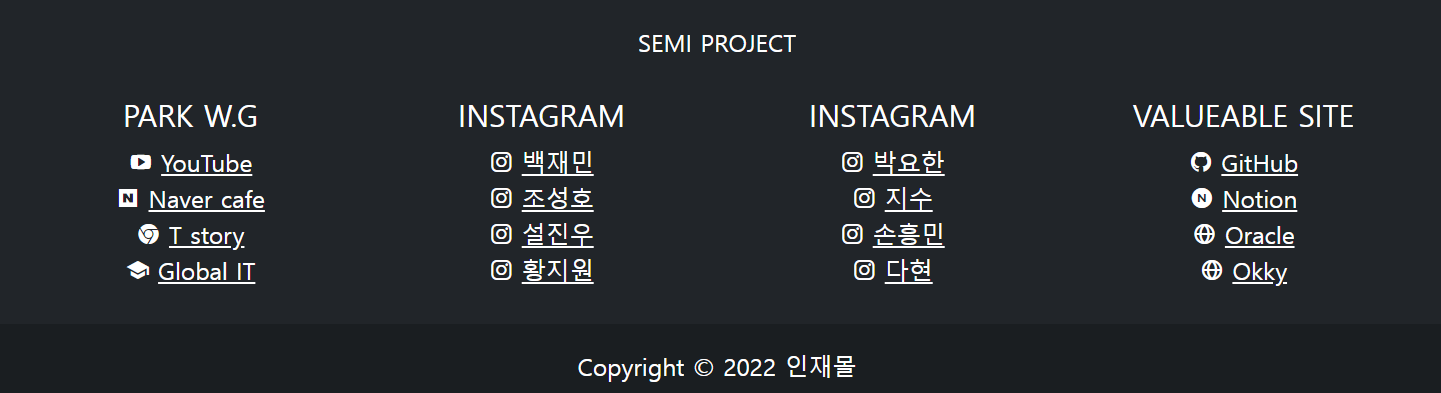 SEMI PROJECT
PARK W.G
YouTube
Naver cafe
T story
Global IT
INSTAGRAM
백재민
조성호
설진우
황지원
INSTAGRAM
박요한
지수
손흥민
다현
VALUEABLE SITE
GitHub
Notion
Oracle
Okky
Copyright © 2022 인재몰